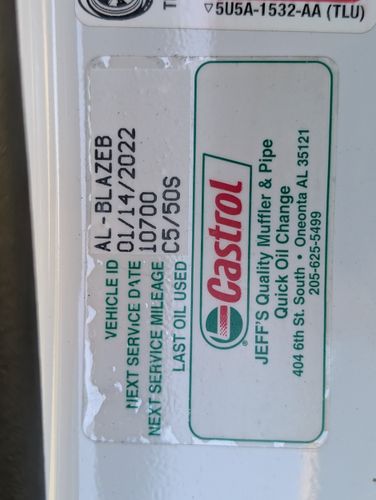 ▽5U5A-1532-AA (TLU)
VEHICLE ID AL-BLAZEB
NEXT SERVICE DATE 01/14/2022
NEXT SERVICE MILEAGE 10700
LAST OIL USED C5/50S
Castrol
JEFF'S Quality Muffler & Pipe
Quick Oil Change
404 6th St. South • Oneonta AL 35121
205-625-5499